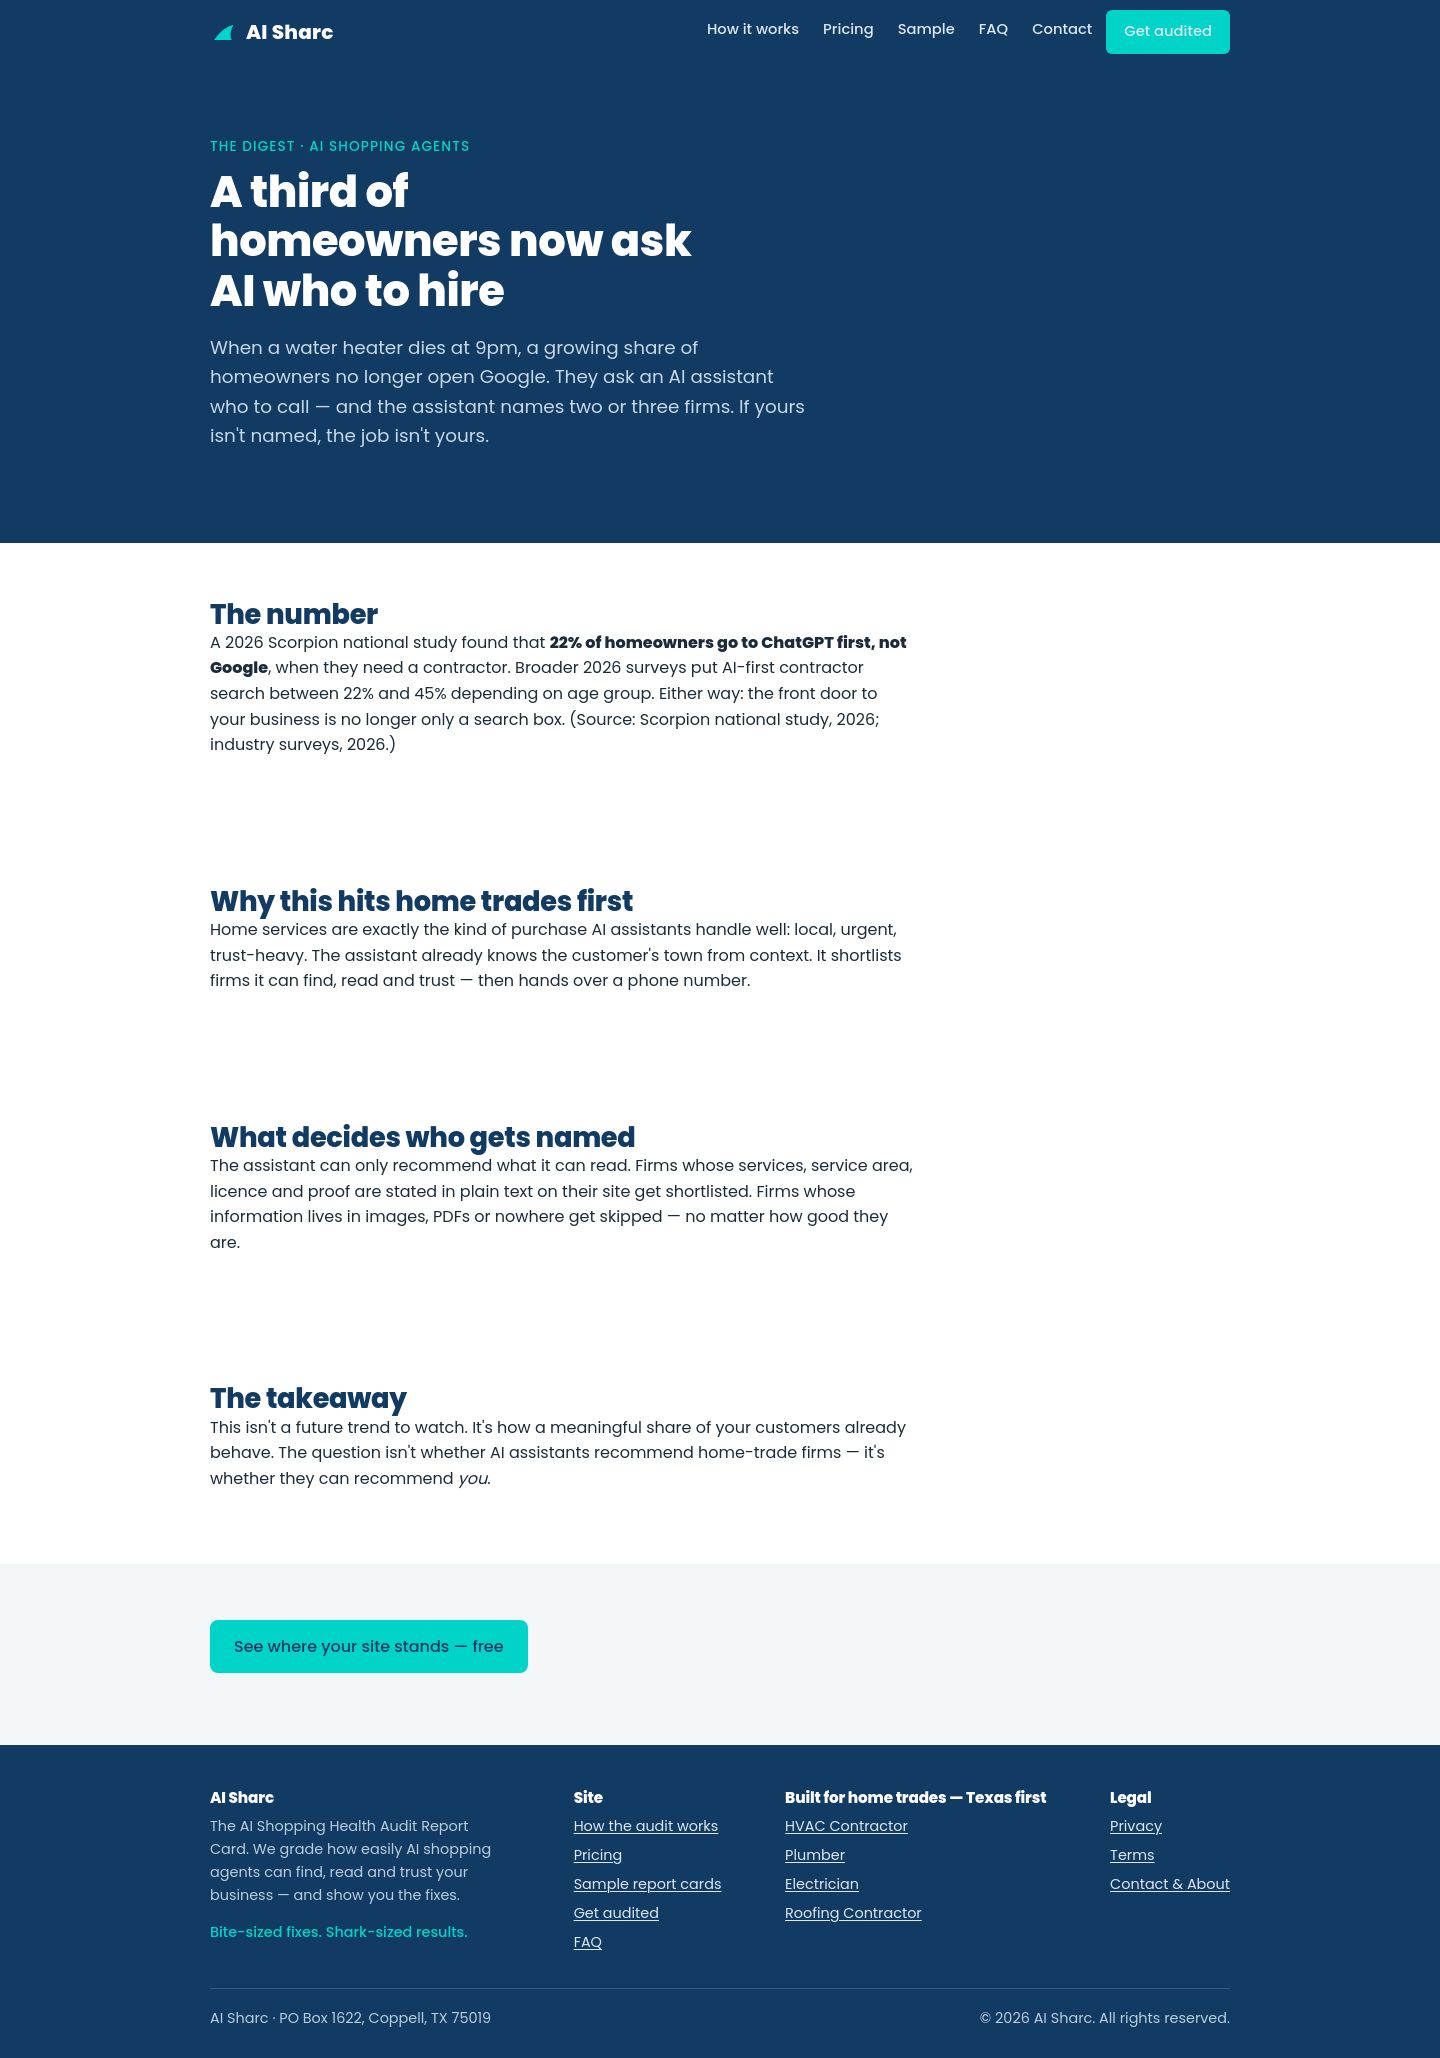 AI Sharc
How it works
Pricing
Sample
FAQ
Contact
Get audited
THE DIGEST · AI SHOPPING AGENTS
A third of
homeowners now ask
AI who to hire
When a water heater dies at 9pm, a growing share of
homeowners no longer open Google. They ask an AI assistant
who to call — and the assistant names two or three firms. If yours
isn't named, the job isn't yours.
The number
A 2026 Scorpion national study found that 22% of homeowners go to ChatGPT first, not
Google, when they need a contractor. Broader 2026 surveys put AI-first contractor
search between 22% and 45% depending on age group. Either way: the front door to
your business is no longer only a search box. (Source: Scorpion national study, 2026;
industry surveys, 2026.)
Why this hits home trades first
Home services are exactly the kind of purchase AI assistants handle well: local, urgent,
trust-heavy. The assistant already knows the customer's town from context. It shortlists
firms it can find, read and trust — then hands over a phone number.
What decides who gets named
The assistant can only recommend what it can read. Firms whose services, service area,
licence and proof are stated in plain text on their site get shortlisted. Firms whose
information lives in images, PDFs or nowhere get skipped — no matter how good they
are.
The takeaway
This isn't a future trend to watch. It's how a meaningful share of your customers already
behave. The question isn't whether AI assistants recommend home-trade firms — it's
whether they can recommend you.
See where your site stands — free
AI Sharc
The AI Shopping Health Audit Report
Card. We grade how easily AI shopping
agents can find, read and trust your
business — and show you the fixes.
Bite-sized fixes. Shark-sized results.
Site
How the audit works
Pricing
Sample report cards
Get audited
FAQ
Built for home trades — Texas first
HVAC Contractor
Plumber
Electrician
Roofing Contractor
Legal
Privacy
Terms
Contact & About
AI Sharc · PO Box 1622, Coppell, TX 75019
© 2026 AI Sharc. All rights reserved.